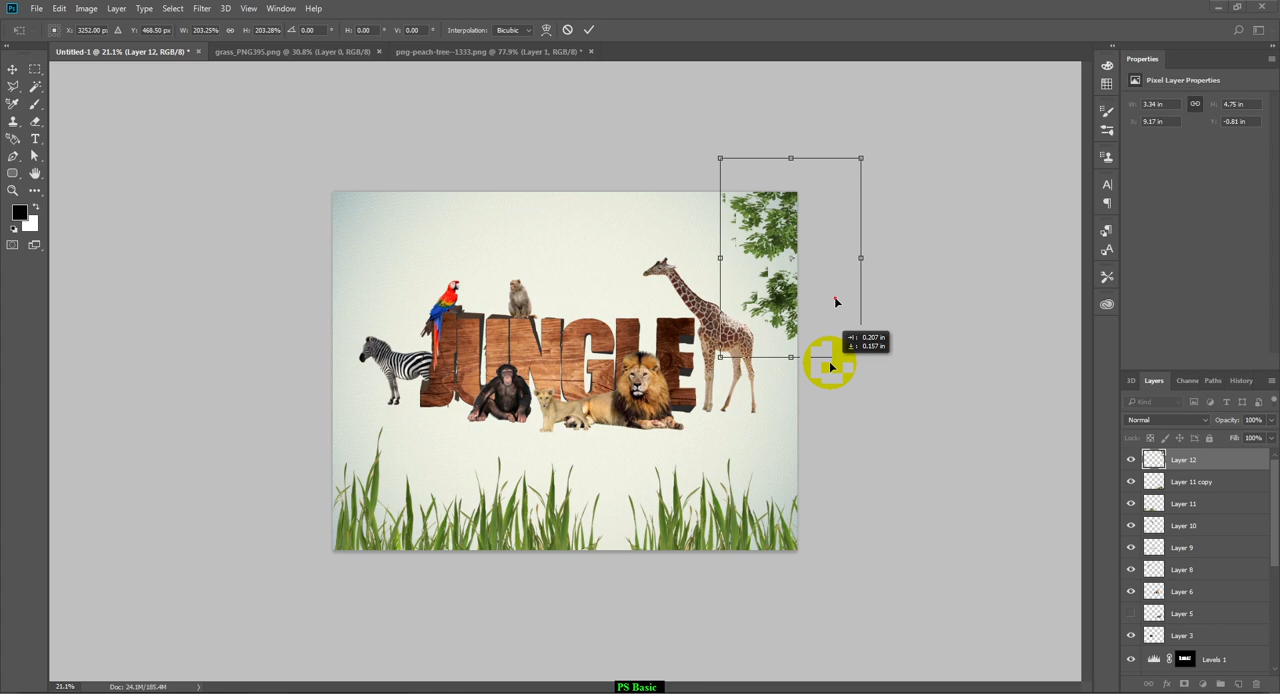 Ps File Edit Image Layer Type Select Filter 3D View Window Help
X: 3252.00 px Y: 468.50 px W: 203.25% H: 203.28% 0.00 ° H: 0.00 ° V: 0.00 ° Interpolation: Bicubic
Untitled-1 @ 21.1% (Layer 12, RGB/8) * × grass_PNG395.png @ 30.8% (Layer 0, RGB/8) × png-peach-tree--1333.png @ 77.9% (Layer 1, RGB/8) * ×
Properties
Pixel Layer Properties
W: 3.34 in H: 4.75 in
X: 9.17 in Y: -0.81 in
JUNGLE
0.207 in
0.157 in
3D Layers Channe Paths History
Kind
Normal Opacity: 100%
Lock: Fill: 100%
Layer 12
Layer 11 copy
Layer 11
Layer 10
Layer 9
Layer 8
Layer 6
Layer 5
Layer 3
Levels 1
21.1% Doc: 24.1M/185.4M
PS Basic